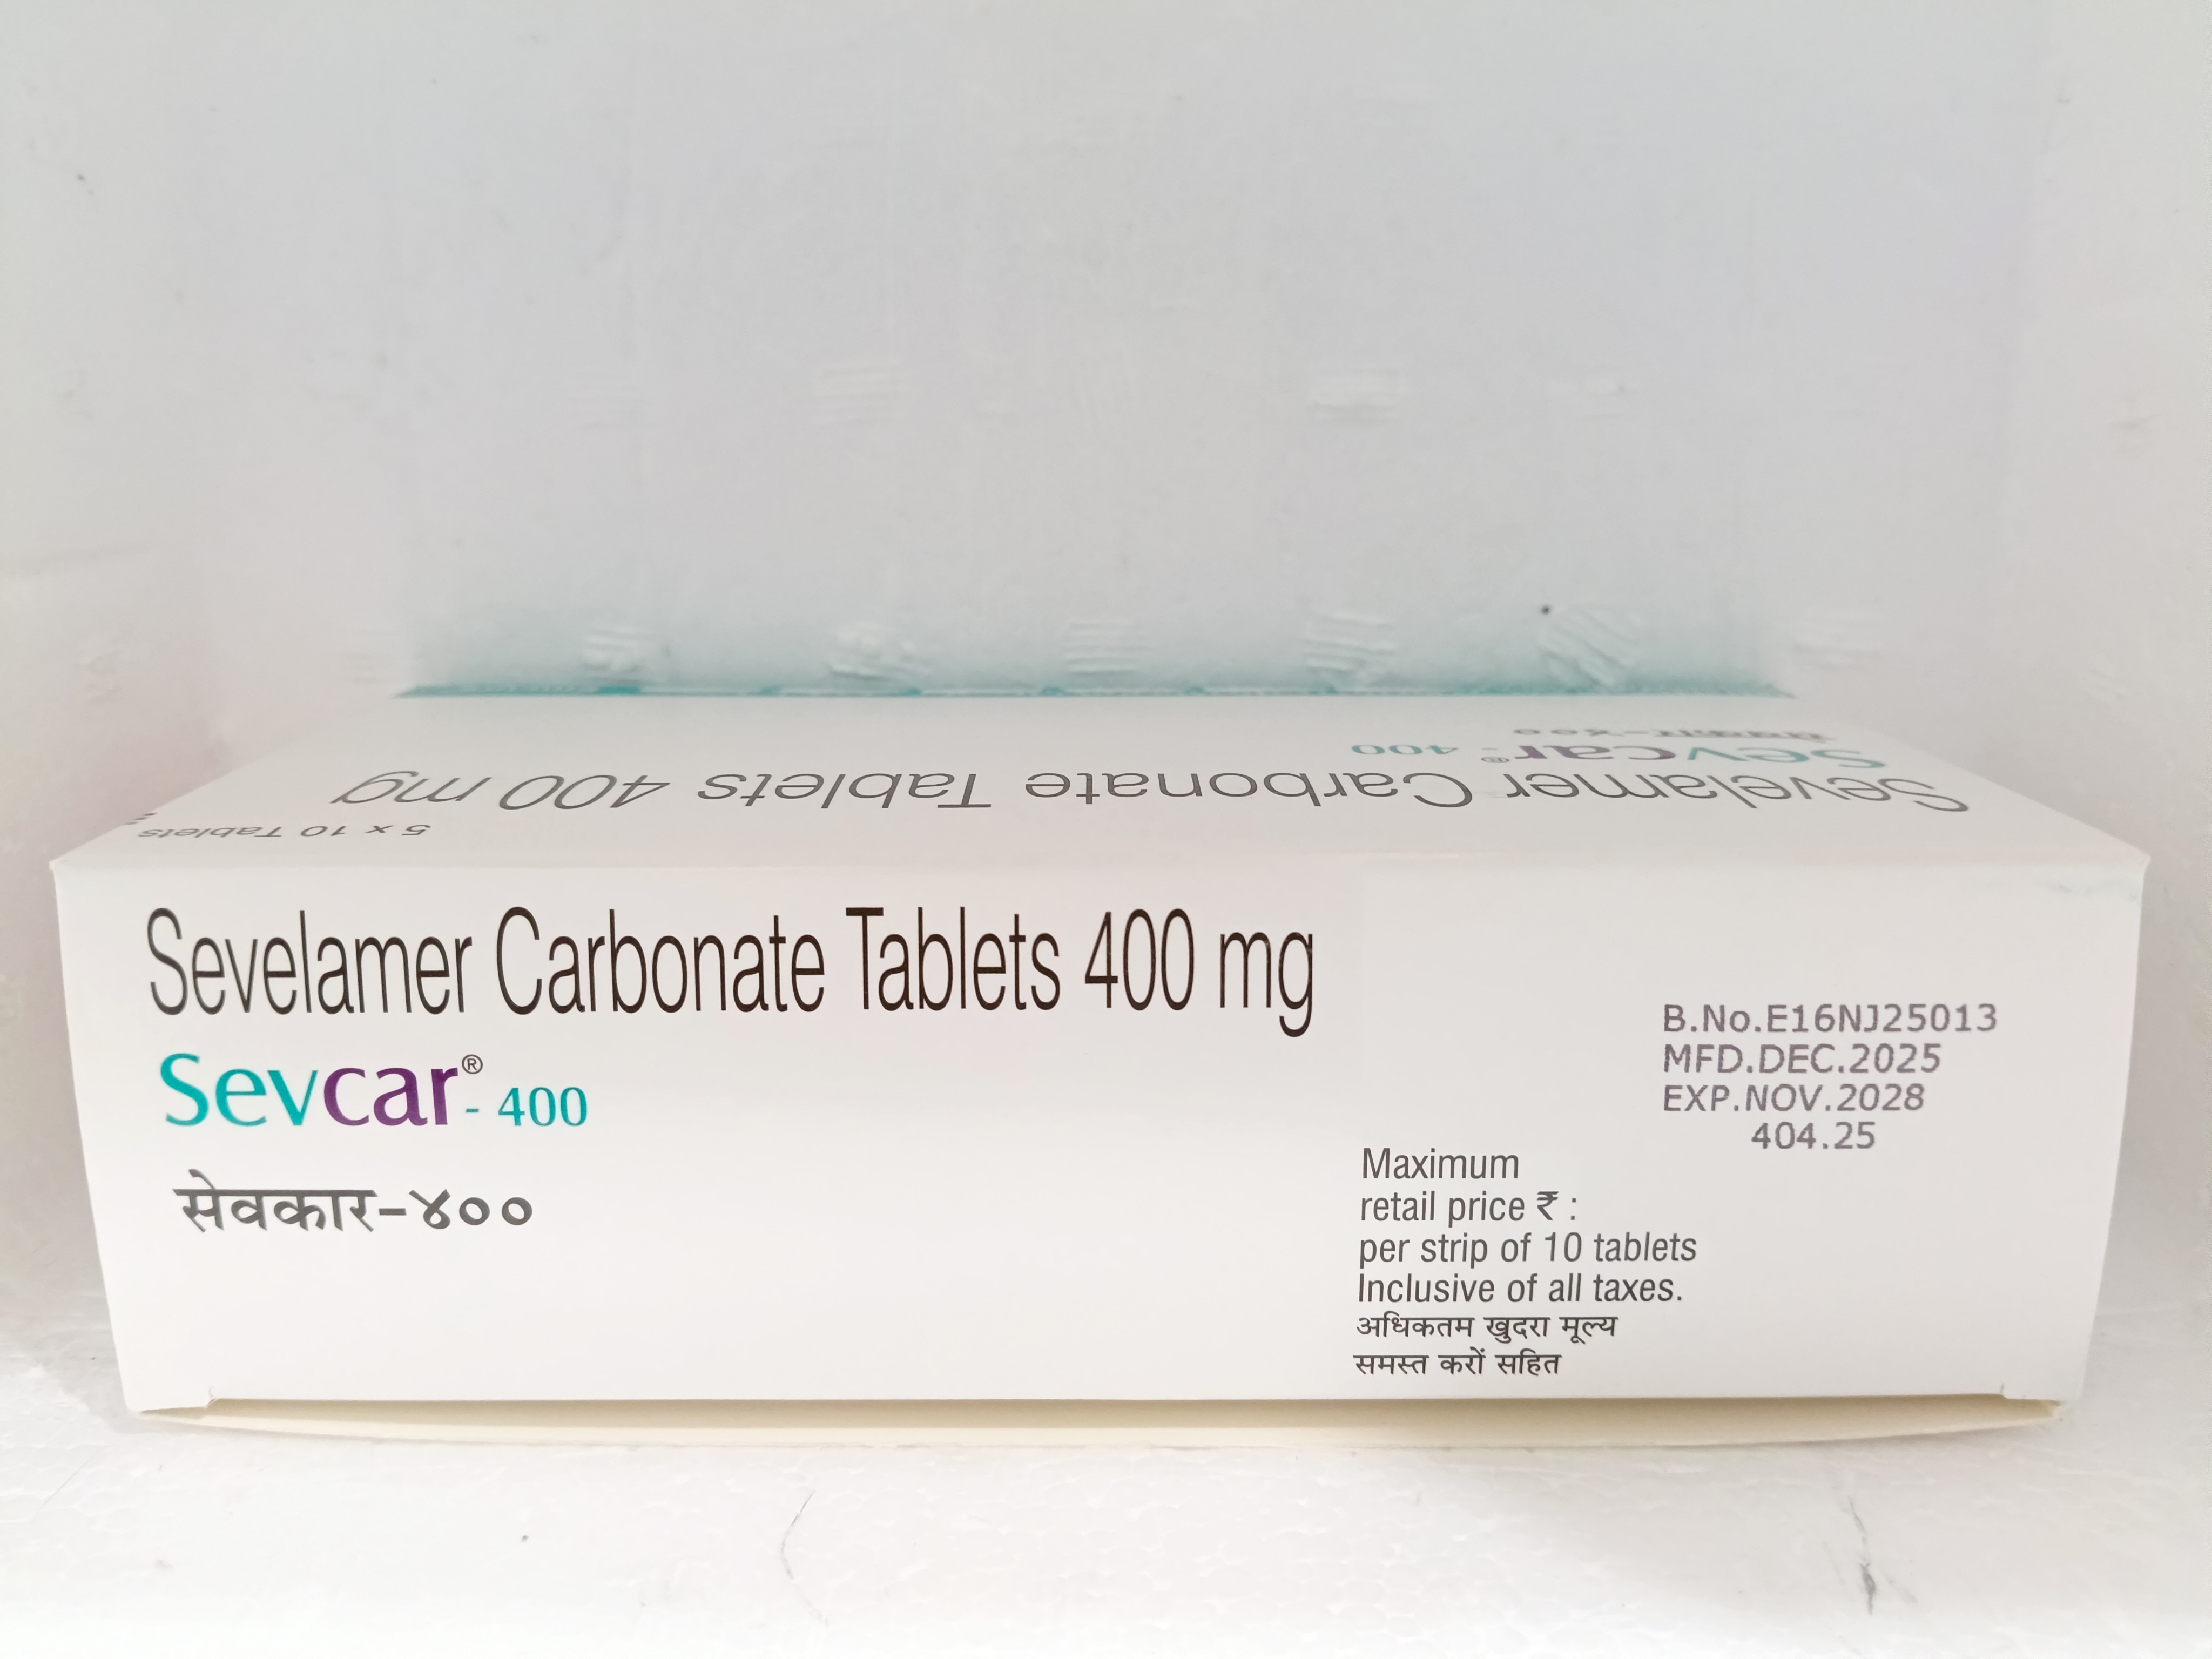 सेवकार-४००
Sevcar® - 400
Sevelamer Carbonate Tablets 400 mg
5 x 10 Tablets
Sevelamer Carbonate Tablets 400 mg
Sevcar® - 400
सेवकार-४००
B.No.E16NJ25013
MFD.DEC.2025
EXP.NOV.2028
404.25
Maximum
retail price ₹ :
per strip of 10 tablets
Inclusive of all taxes.
अधिकतम खुदरा मूल्य
समस्त करों सहित